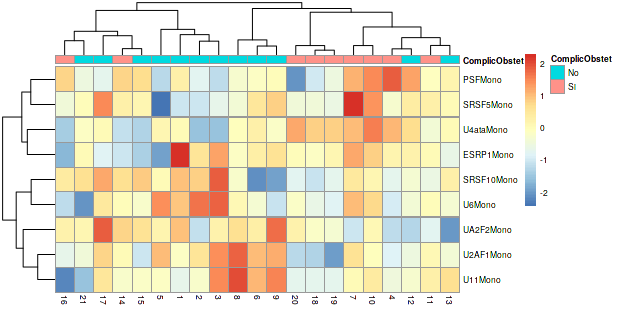 ComplicObstet
PSFMono
SRSF5Mono
U4ataMono
ESRP1Mono
SRSF10Mono
U6Mono
UA2F2Mono
U2AF1Mono
U11Mono
16 21 17 14 15 5 1 2 3 8 6 9 20 18 19 7 10 4 12 11 13
2
1
0
-1
-2
ComplicObstet
No
Si